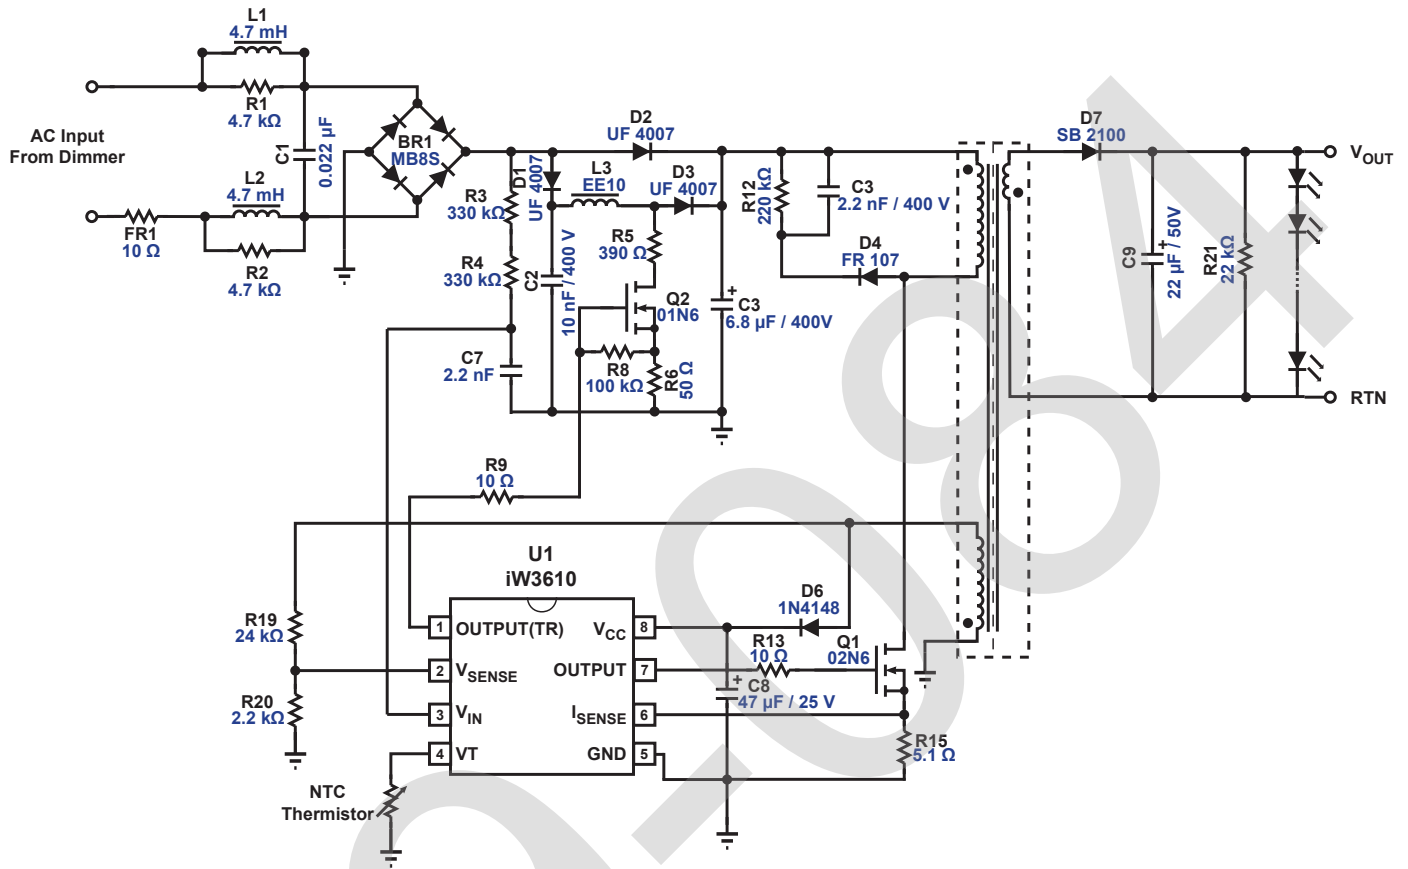 L1
4.7 mH
R1
4.7 kΩ
AC Input
From Dimmer
C1
0.022 µF
L2
4.7 mH
FR1
10 Ω
R2
4.7 kΩ
BR1
MB8S
R3
330 kΩ
R4
330 kΩ
C7
2.2 nF
D1
UF 4007
D2
UF 4007
L3
EE10
D3
UF 4007
C2
10 nF / 400 V
R5
390 Ω
Q2
01N6
R8
100 kΩ
R6
50 Ω
+
C3
6.8 µF / 400V
R12
220 kΩ
C3
2.2 nF / 400 V
D4
FR 107
D7
SB 2100
C9
+
22 µF / 50V
R21
22 kΩ
VOUT
RTN
R9
10 Ω
U1
iW3610
1
OUTPUT(TR)
VCC
8
2
VSENSE
OUTPUT
7
3
VIN
ISENSE
6
4
VT
GND
5
R19
24 kΩ
R20
2.2 kΩ
NTC
Thermistor
D6
1N4148
R13
10 Ω
Q1
02N6
+
C8
47 µF / 25 V
R15
5.1 Ω